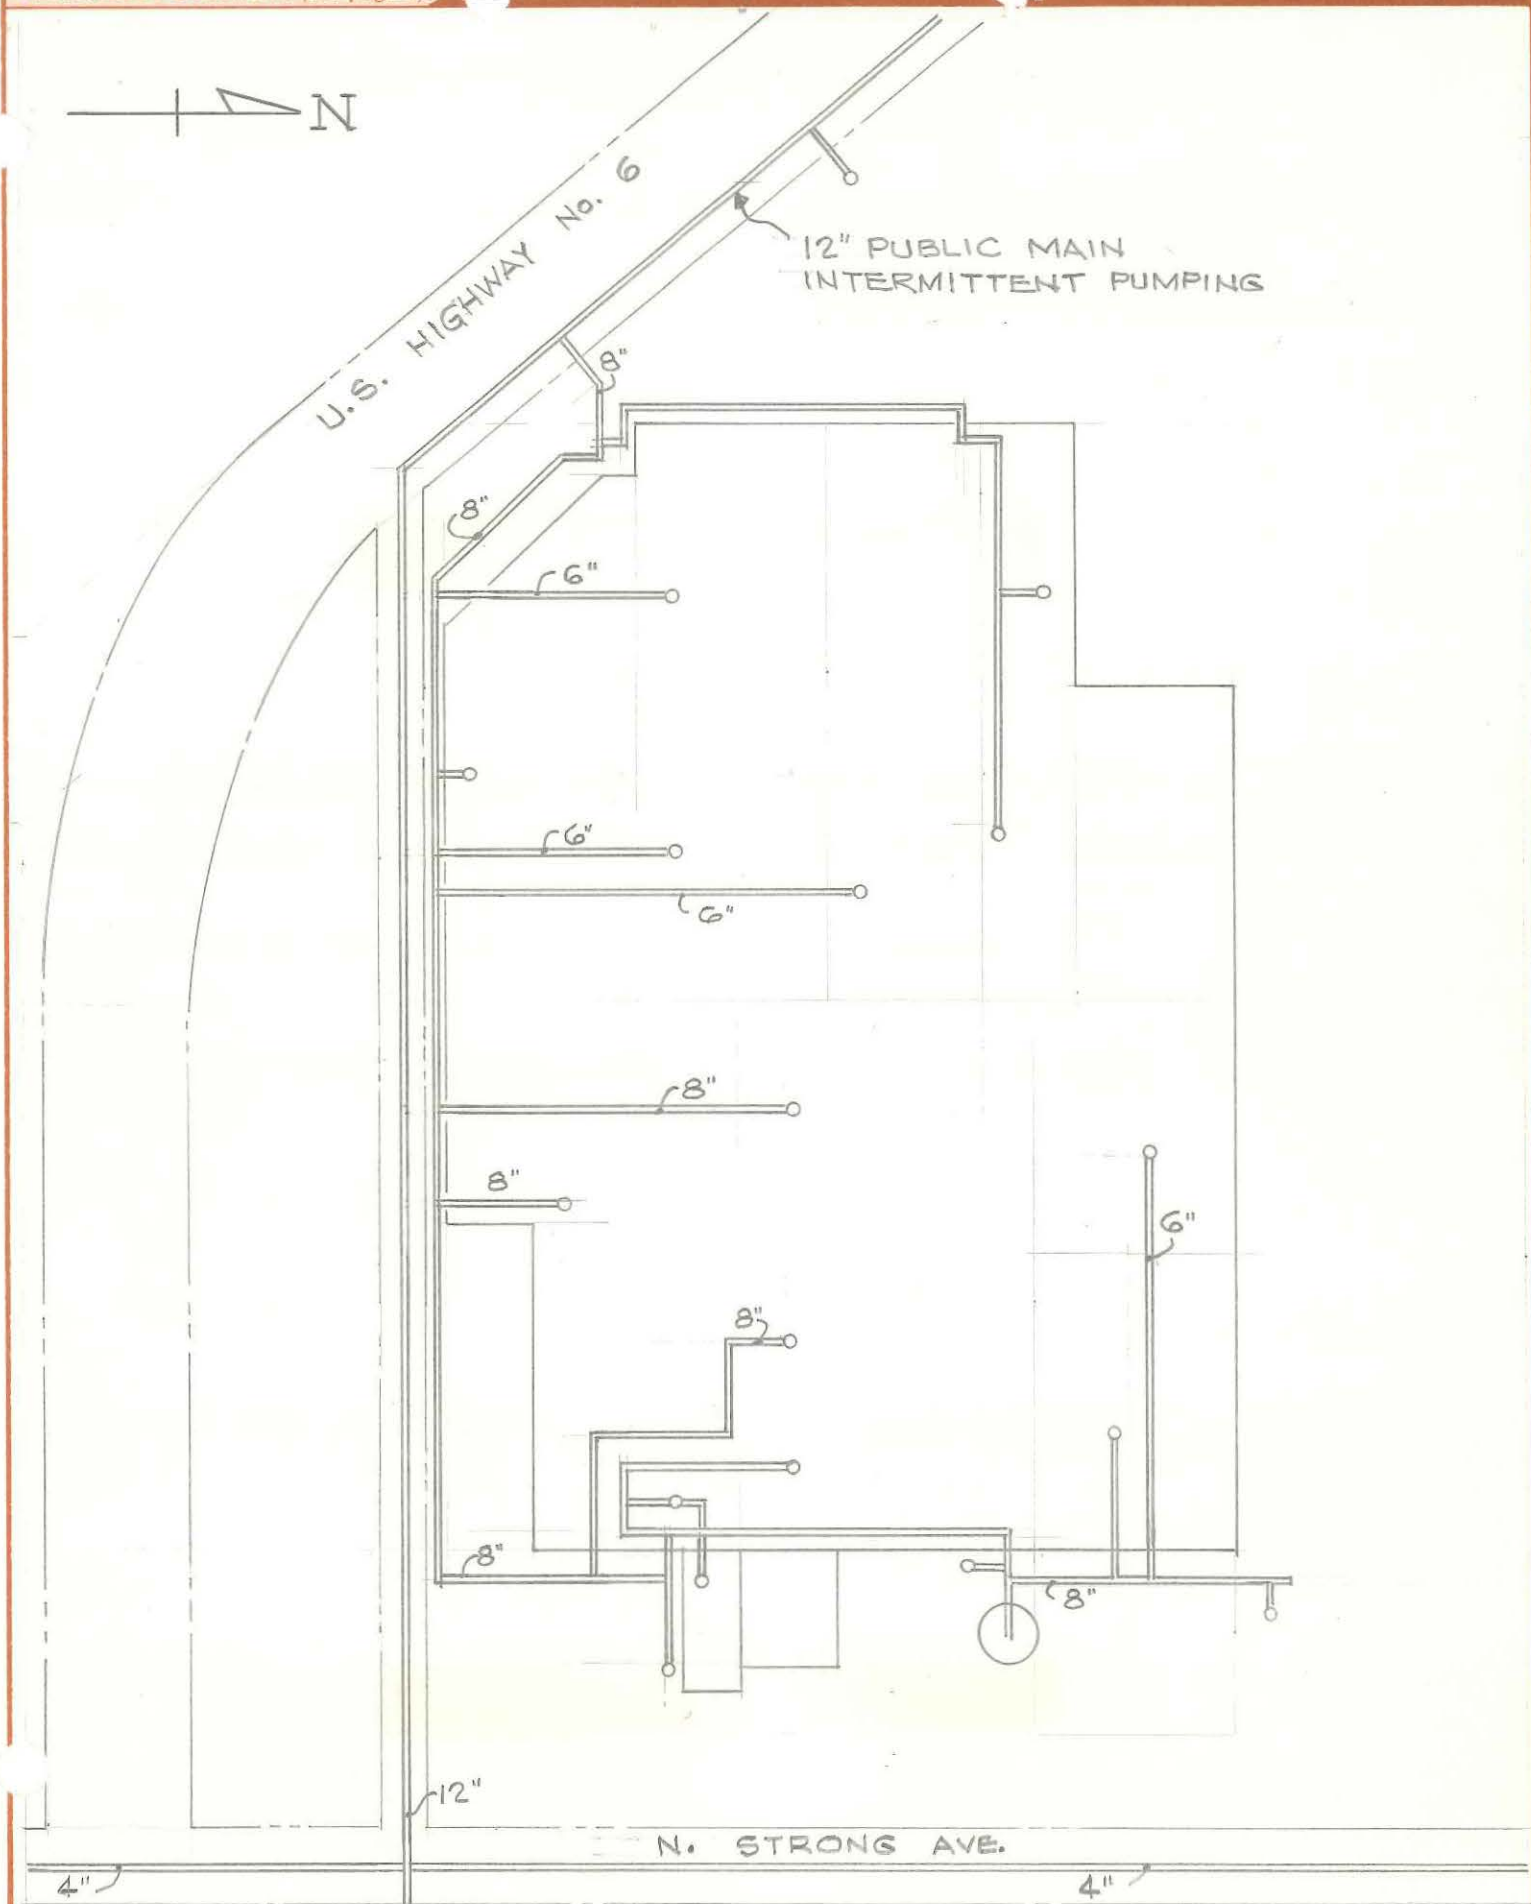 N
U.S. HIGHWAY No. 6
12" PUBLIC MAIN
INTERMITTENT PUMPING
8"
8"
6"
6"
6"
8"
8"
6"
8"
8"
8"
12"
N. STRONG AVE.
4"
4"